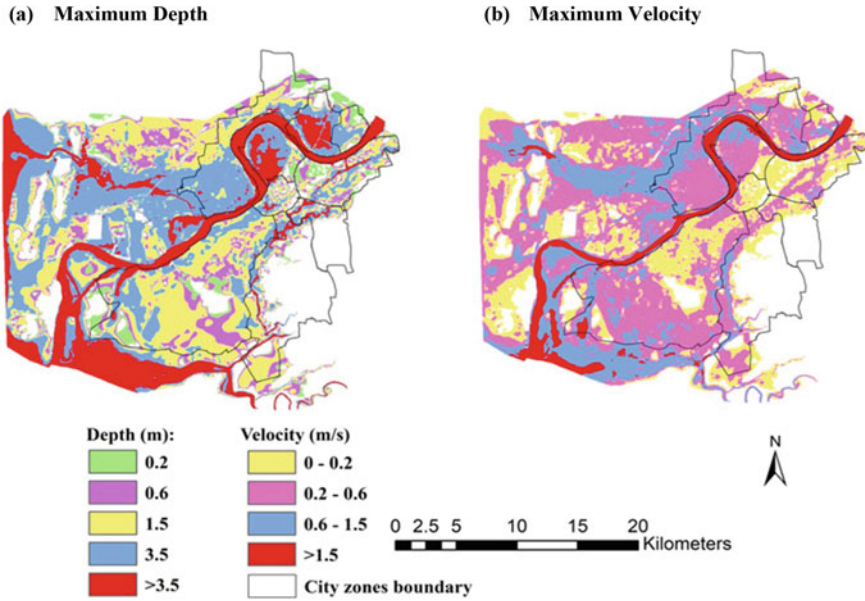 (a) Maximum Depth
(b) Maximum Velocity
Depth (m):
0.2
0.6
1.5
3.5
>3.5
Velocity (m/s)
0 - 0.2
0.2 - 0.6
0.6 - 1.5
>1.5
City zones boundary
N
0 2.5 5 10 15 20
Kilometers